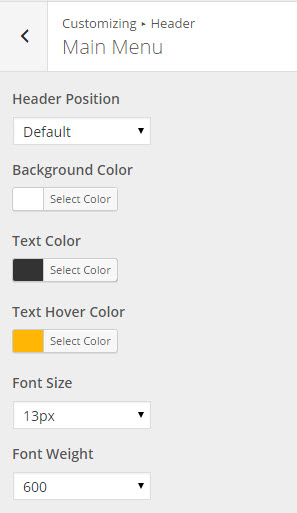 Customizing ▸ Header
Main Menu
Header Position
Default
Background Color
Select Color
Text Color
Select Color
Text Hover Color
Select Color
Font Size
13px
Font Weight
600